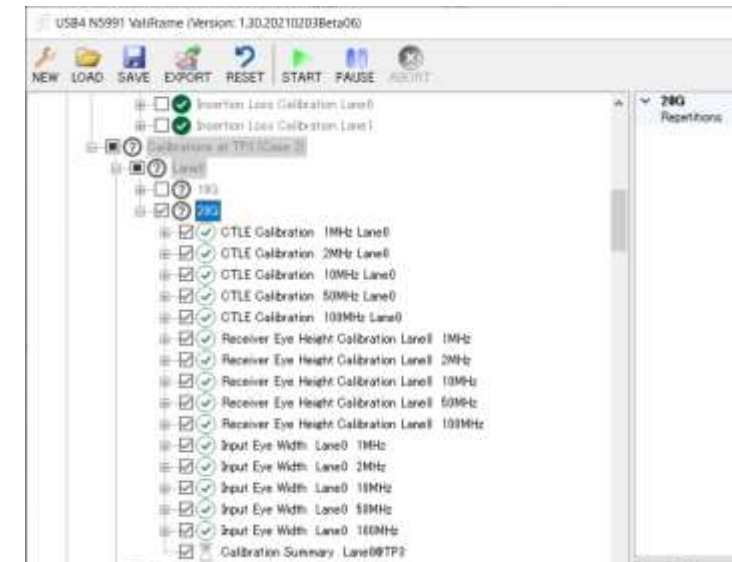 USB4 N5991 ValiFrame (Version: 1.30.20210203Beta06)
NEW LOAD SAVE EXPORT RESET START PAUSE ABORT
Insertion Loss Calibration Lane0
Insertion Loss Calibration Lane1
Calibrations at TP3 (Case 2)
Lane0
10G
20G
CTLE Calibration 1MHz Lane0
CTLE Calibration 2MHz Lane0
CTLE Calibration 10MHz Lane0
CTLE Calibration 50MHz Lane0
CTLE Calibration 100MHz Lane0
Receiver Eye Height Calibration Lane0 1MHz
Receiver Eye Height Calibration Lane0 2MHz
Receiver Eye Height Calibration Lane0 10MHz
Receiver Eye Height Calibration Lane0 50MHz
Receiver Eye Height Calibration Lane0 100MHz
Input Eye Width Lane0 1MHz
Input Eye Width Lane0 2MHz
Input Eye Width Lane0 10MHz
Input Eye Width Lane0 50MHz
Input Eye Width Lane0 100MHz
Calibration Summary Lane0@TP3
20G
Repetitions